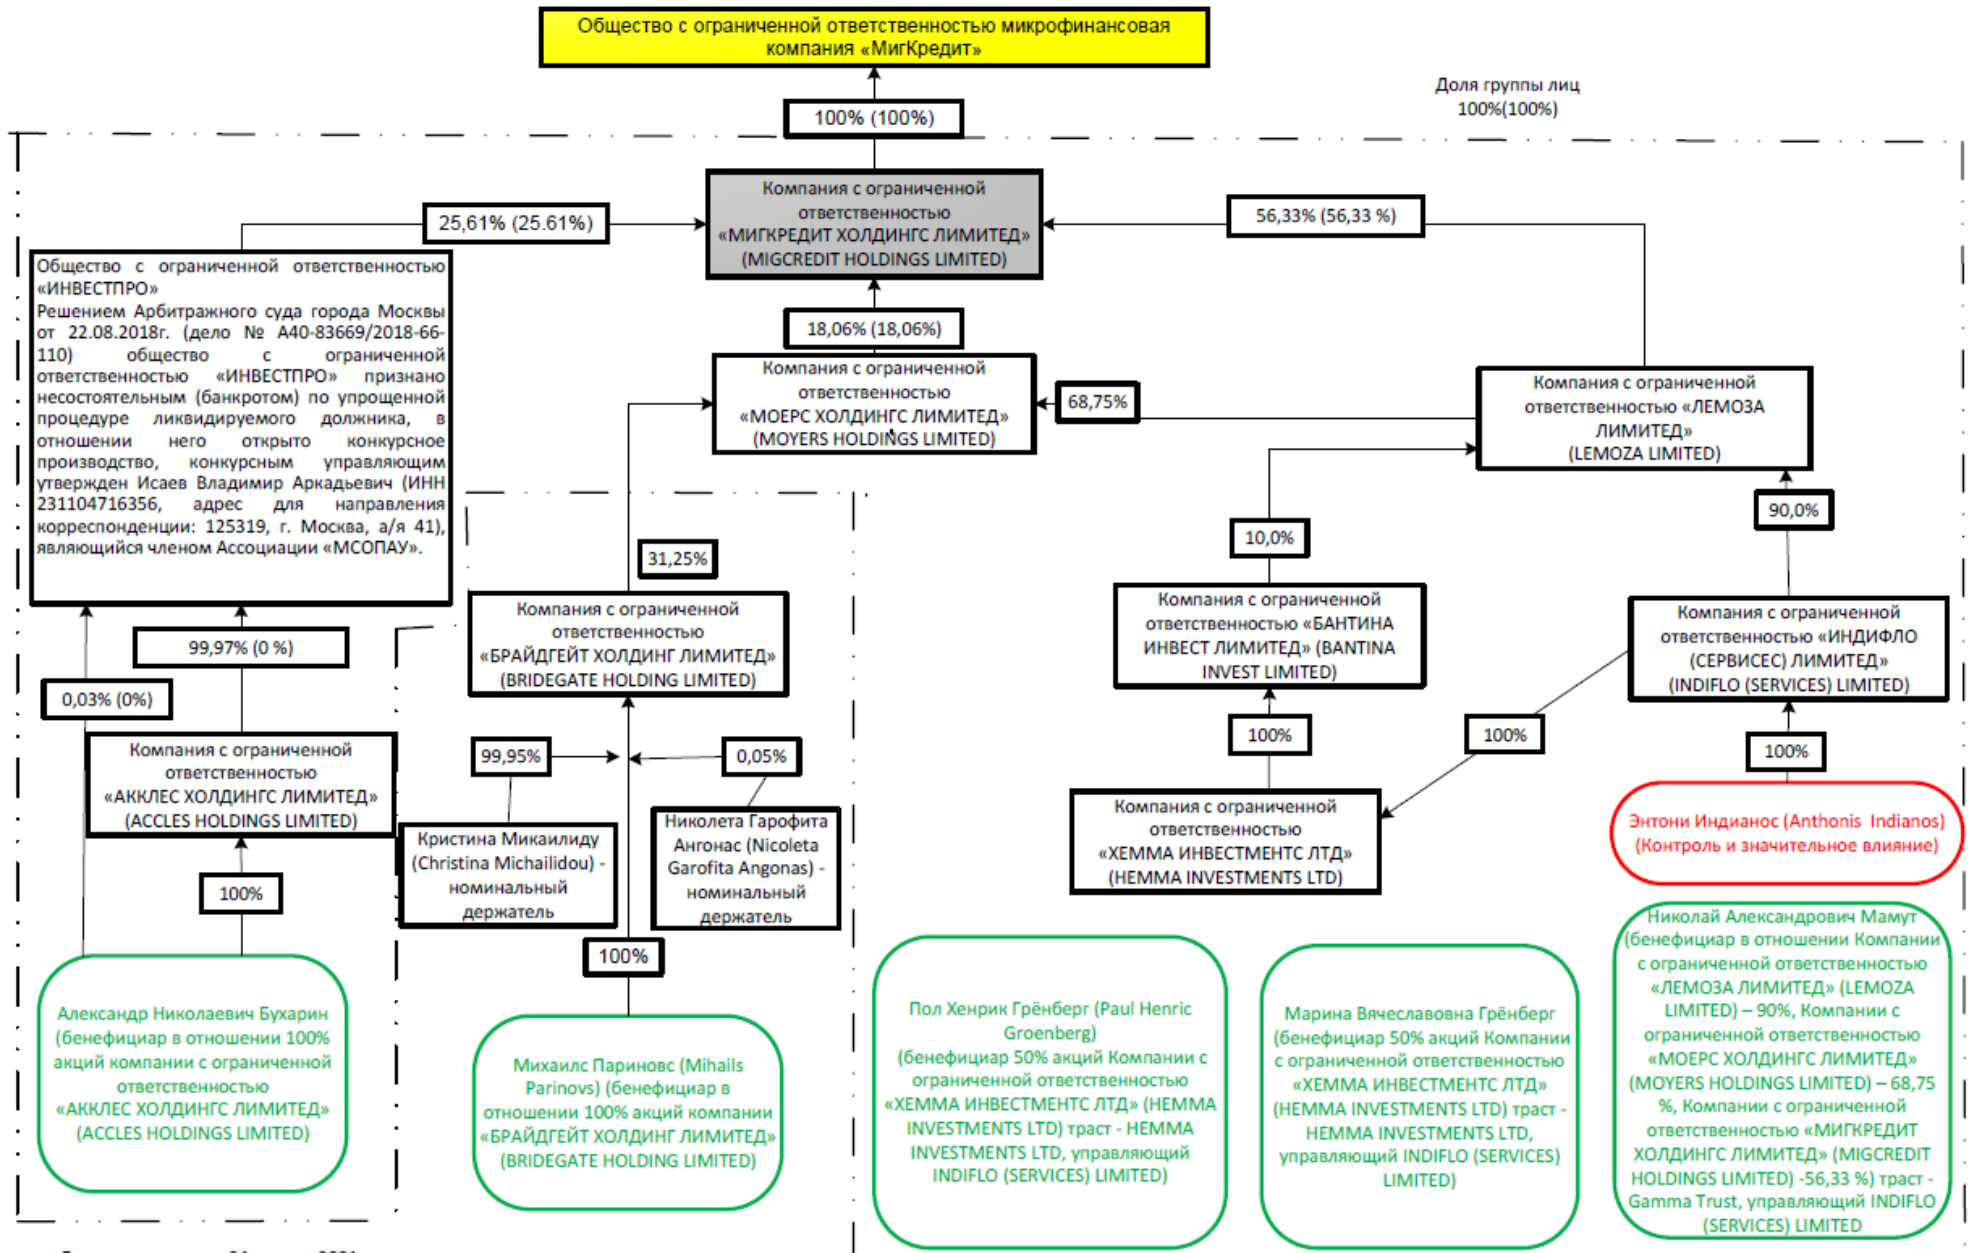 Общество с ограниченной ответственностью микрофинансовая
компания «МигКредит»
Доля группы лиц
100%(100%)
100% (100%)
Компания с ограниченной
ответственностью
«МИГКРЕДИТ ХОЛДИНГС ЛИМИТЕД»
(MIGCREDIT HOLDINGS LIMITED)
25,61% (25.61%)
56,33% (56,33 %)
Общество с ограниченной ответственностью
«ИНВЕСТПРО»
Решением Арбитражного суда города Москвы
от 22.08.2018г. (дело № А40-83669/2018-66-
110) общество с ограниченной
ответственностью «ИНВЕСТПРО» признано
несостоятельным (банкротом) по упрощенной
процедуре ликвидируемого должника, в
отношении него открыто конкурсное
производство, конкурсным управляющим
утвержден Исаев Владимир Аркадьевич (ИНН
231104716356, адрес для направления
корреспонденции: 125319, г. Москва, а/я 41),
являющийся членом Ассоциации «МСОПАУ».
18,06% (18,06%)
Компания с ограниченной
ответственностью
«МОЕРС ХОЛДИНГС ЛИМИТЕД»
(MOYERS HOLDINGS LIMITED)
68,75%
Компания с ограниченной
ответственностью «ЛЕМОЗА
ЛИМИТЕД»
(LEMOZA LIMITED)
31,25%
10,0%
90,0%
Компания с ограниченной
ответственностью
«БРАЙДГЕЙТ ХОЛДИНГ ЛИМИТЕД»
(BRIDEGATE HOLDING LIMITED)
Компания с ограниченной
ответственностью «БАНТИНА
ИНВЕСТ ЛИМИТЕД» (BANTINA
INVEST LIMITED)
Компания с ограниченной
ответственностью «ИНДИФЛО
(СЕРВИСЕС) ЛИМИТЕД»
(INDIFLO (SERVICES) LIMITED)
99,97% (0 %)
0,03% (0%)
Компания с ограниченной
ответственностью
«АККЛЕС ХОЛДИНГС ЛИМИТЕД»
(ACCLES HOLDINGS LIMITED)
99,95%
0,05%
100%
100%
100%
Кристина Микаилиду
(Christina Michailidou) -
номинальный
держатель
Николета Гарофита
Ангонас (Nicoleta
Garofita Angonas) -
номинальный
держатель
Компания с ограниченной
ответственностью
«ХЕММА ИНВЕСТМЕНТС ЛТД»
(HEMMA INVESTMENTS LTD)
Энтони Индианос (Anthonis Indianos)
(Контроль и значительное влияние)
100%
100%
Александр Николаевич Бухарин
(бенефициар в отношении 100%
акций компании с ограниченной
ответственностью
«АККЛЕС ХОЛДИНГС ЛИМИТЕД»
(ACCLES HOLDINGS LIMITED)
Михаилс Париновс (Mihails
Parinovs) (бенефициар в
отношении 100% акций компании
«БРАЙДГЕЙТ ХОЛДИНГ ЛИМИТЕД»
(BRIDEGATE HOLDING LIMITED)
Пол Хенрик Грёнберг (Paul Henric
Groenberg)
(бенефициар 50% акций Компании с
ограниченной ответственностью
«ХЕММА ИНВЕСТМЕНТС ЛТД» (HEMMA
INVESTMENTS LTD) траст - HEMMA
INVESTMENTS LTD, управляющий
INDIFLO (SERVICES) LIMITED)
Марина Вячеславовна Грёнберг
(бенефициар 50% акций Компании
с ограниченной ответственностью
«ХЕММА ИНВЕСТМЕНТС ЛТД»
(HEMMA INVESTMENTS LTD) траст -
HEMMA INVESTMENTS LTD,
управляющий INDIFLO (SERVICES)
LIMITED)
Николай Александрович Мамут
(бенефициар в отношении Компании
с ограниченной ответственностью
«ЛЕМОЗА ЛИМИТЕД» (LEMOZA
LIMITED) – 90%, Компании с
ограниченной ответственностью
«МОЕРС ХОЛДИНГС ЛИМИТЕД»
(MOYERS HOLDINGS LIMITED) – 68,75
%, Компании с ограниченной
ответственностью «МИГКРЕДИТ
ХОЛДИНГС ЛИМИТЕД» (MIGCREDIT
HOLDINGS LIMITED) -56,33 %) траст -
Gamma Trust, управляющий INDIFLO
(SERVICES) LIMITED